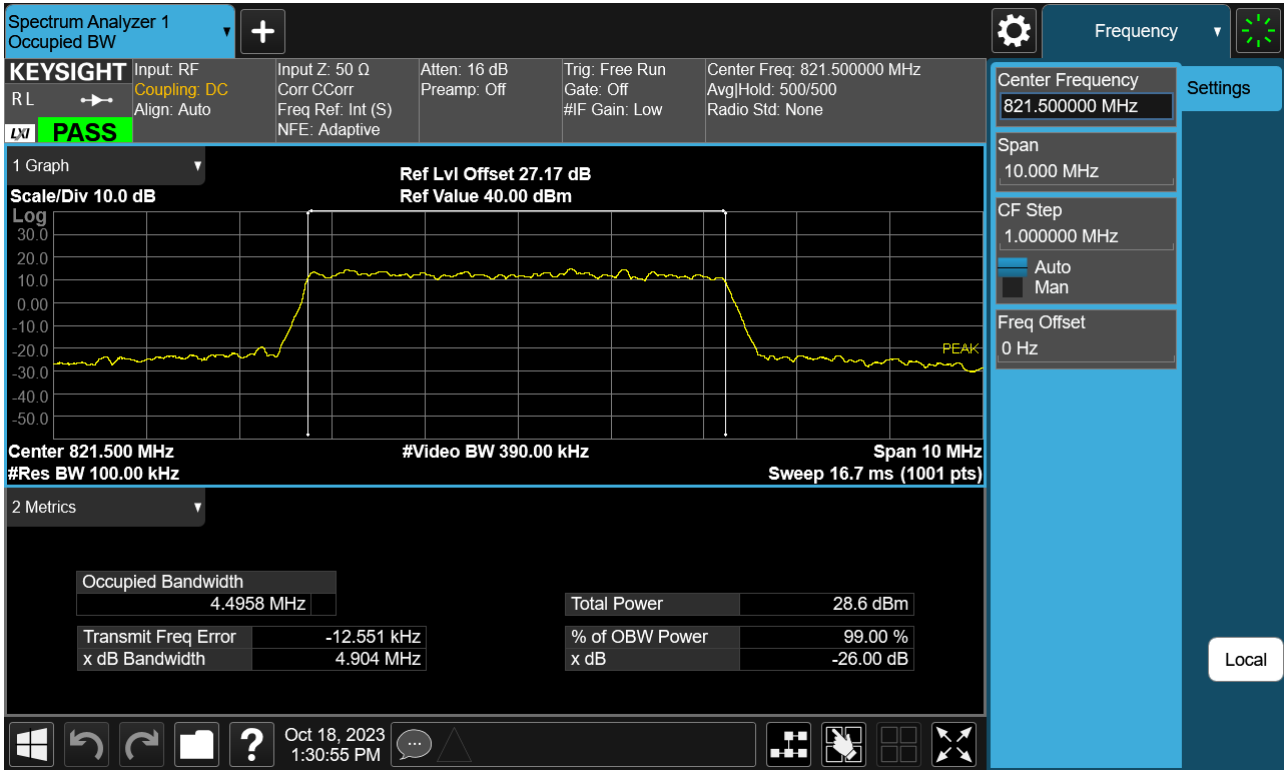 Spectrum Analyzer 1
Occupied BW
Frequency
KEYSIGHT
R L
LXI
PASS
Input: RF
Coupling: DC
Align: Auto
Input Z: 50 Ω
Corr CCorr
Freq Ref: Int (S)
NFE: Adaptive
Atten: 16 dB
Preamp: Off
Trig: Free Run
Gate: Off
#IF Gain: Low
Center Freq: 821.500000 MHz
Avg|Hold: 500/500
Radio Std: None
Center Frequency
821.500000 MHz
Settings
Span
10.000 MHz
CF Step
1.000000 MHz
Auto
Man
Freq Offset
0 Hz
Local
1 Graph
Scale/Div 10.0 dB
Ref Lvl Offset 27.17 dB
Ref Value 40.00 dBm
Log
30.0
20.0
10.0
0.00
-10.0
-20.0
-30.0
-40.0
-50.0
PEAK
Center 821.500 MHz
#Video BW 390.00 kHz
Span 10 MHz
#Res BW 100.00 kHz
Sweep 16.7 ms (1001 pts)
2 Metrics
Occupied Bandwidth
4.4958 MHz
Total Power 28.6 dBm
Transmit Freq Error -12.551 kHz
% of OBW Power 99.00 %
x dB Bandwidth 4.904 MHz
x dB -26.00 dB
?
Oct 18, 2023
1:30:55 PM